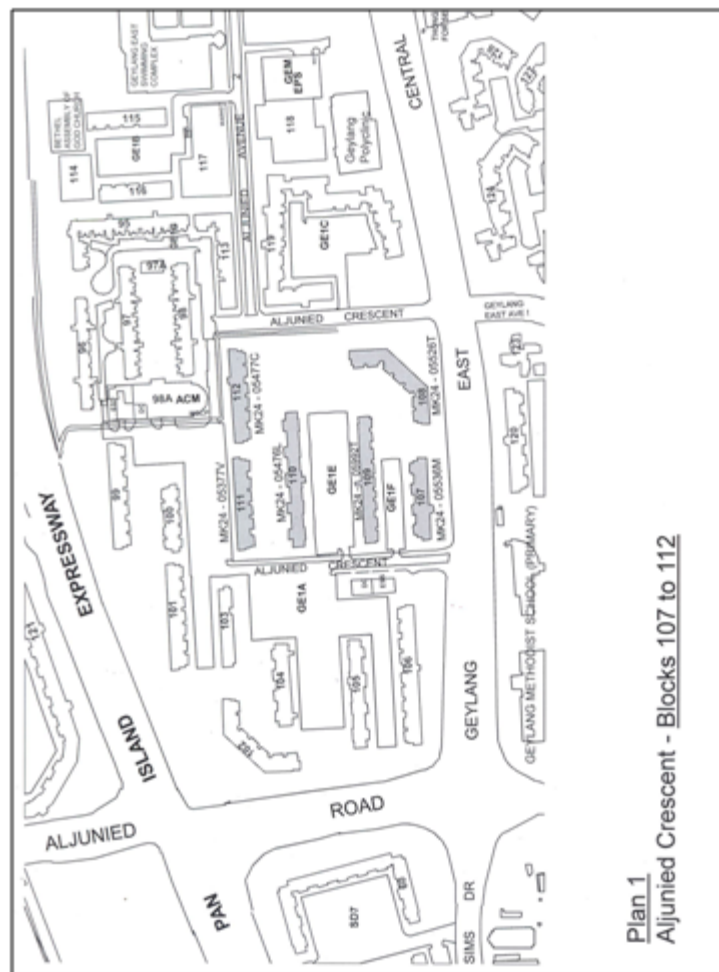 Plan 1
Aljunied Crescent - Blocks 107 to 112
PAN
ISLAND
EXPRESSWAY
ALJUNIED
ROAD
SIMS DR
GEYLANG
EAST
CENTRAL
ALJUNIED CRESCENT
ALJUNIED CRESCENT
ALJUNIED AVENUE 2
GEYLANG
EAST AVE 1
BETHEL
ASSEMBLY OF
GOD CHURCH
GEYLANG EAST
SWIMMING
COMPLEX
114
115
GE1B
116
117
GEM
EPS
118
Geylang
Polyclinic
95
96
97
97A
98
98A ACM
113
119
GE1C
99
100
101
102
103
104
105
106
GE1A
111
MK24 - 05377V
112
MK24 - 05477C
MK24 - 05476L
110
GE1E
109
GE1F
107
MK24 - 05536M
108
MK24 - 05526T
120
GEYLANG METHODIST SCHOOL (PRIMARY)
SD7